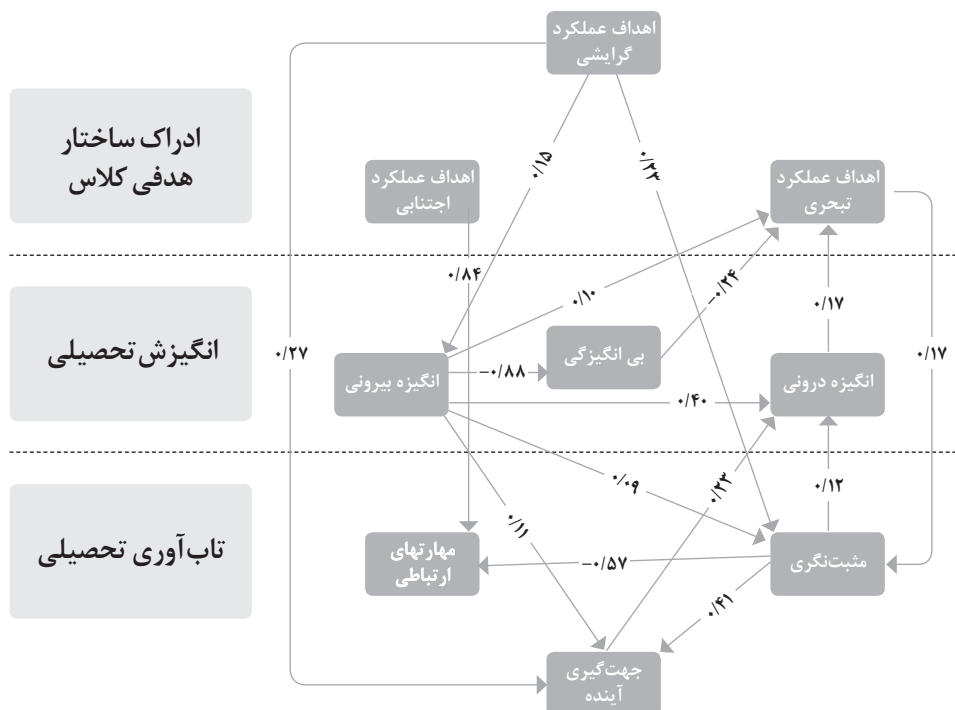 اهداف عملکرد
گرایشی
ادراک ساختار
هدفی کلاس
اهداف عملکرد
اجتنابی
اهداف عملکرد
تبحری
۰/۱۵
۰/۲۳
۰/۸۴
۰/۱۰
−۰/۲۴
۰/۱۷
انگیزش تحصیلی
۰/۲۷
انگیزه بیرونی
−۰/۸۸
بی انگیزگی
انگیزه درونی
۰/۱۷
۰/۴۰
۰/۰۹
۰/۲۳
۰/۱۲
۰/۱۱
تاب‌آوری تحصیلی
مهارتهای
ارتباطی
−۰/۵۷
مثبت‌نگری
۰/۴۱
جهت‌گیری
آینده